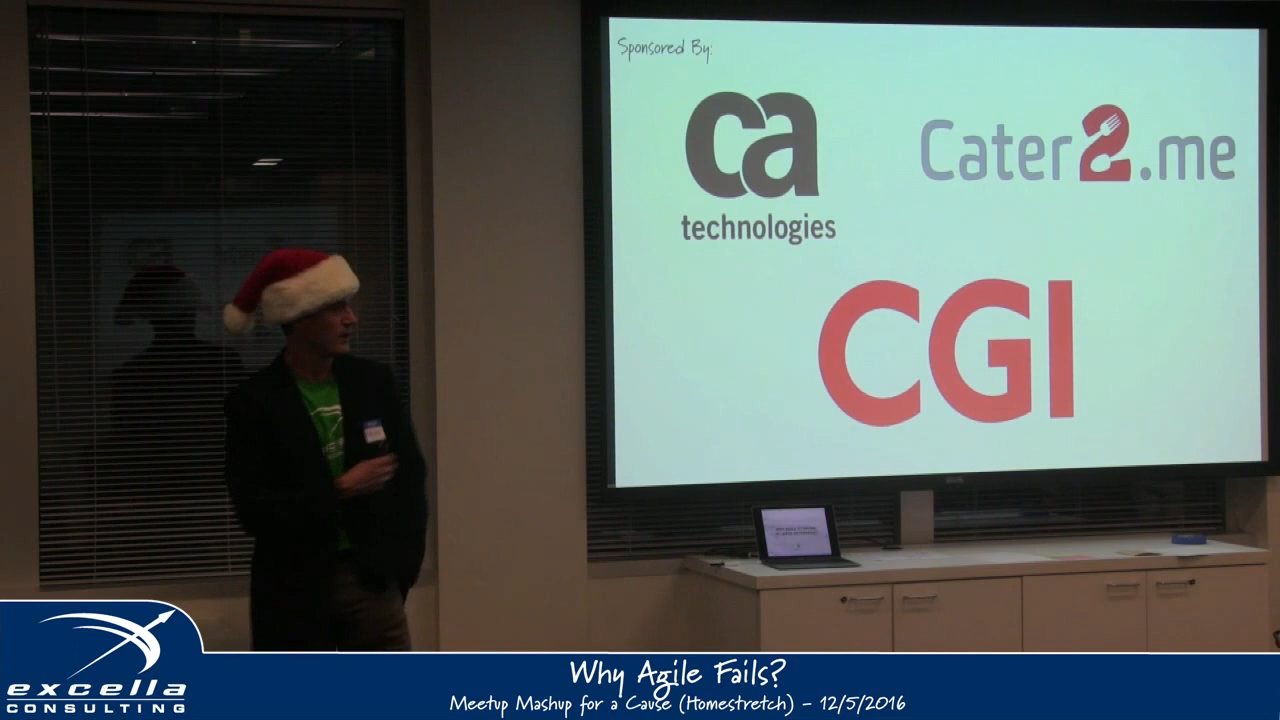 Sponsored By:
ca
technologies
Cater2.me
CGI
excella
CONSULTING
Why Agile Fails?
Meetup Mashup for a Cause (Homestretch) - 12/5/2016